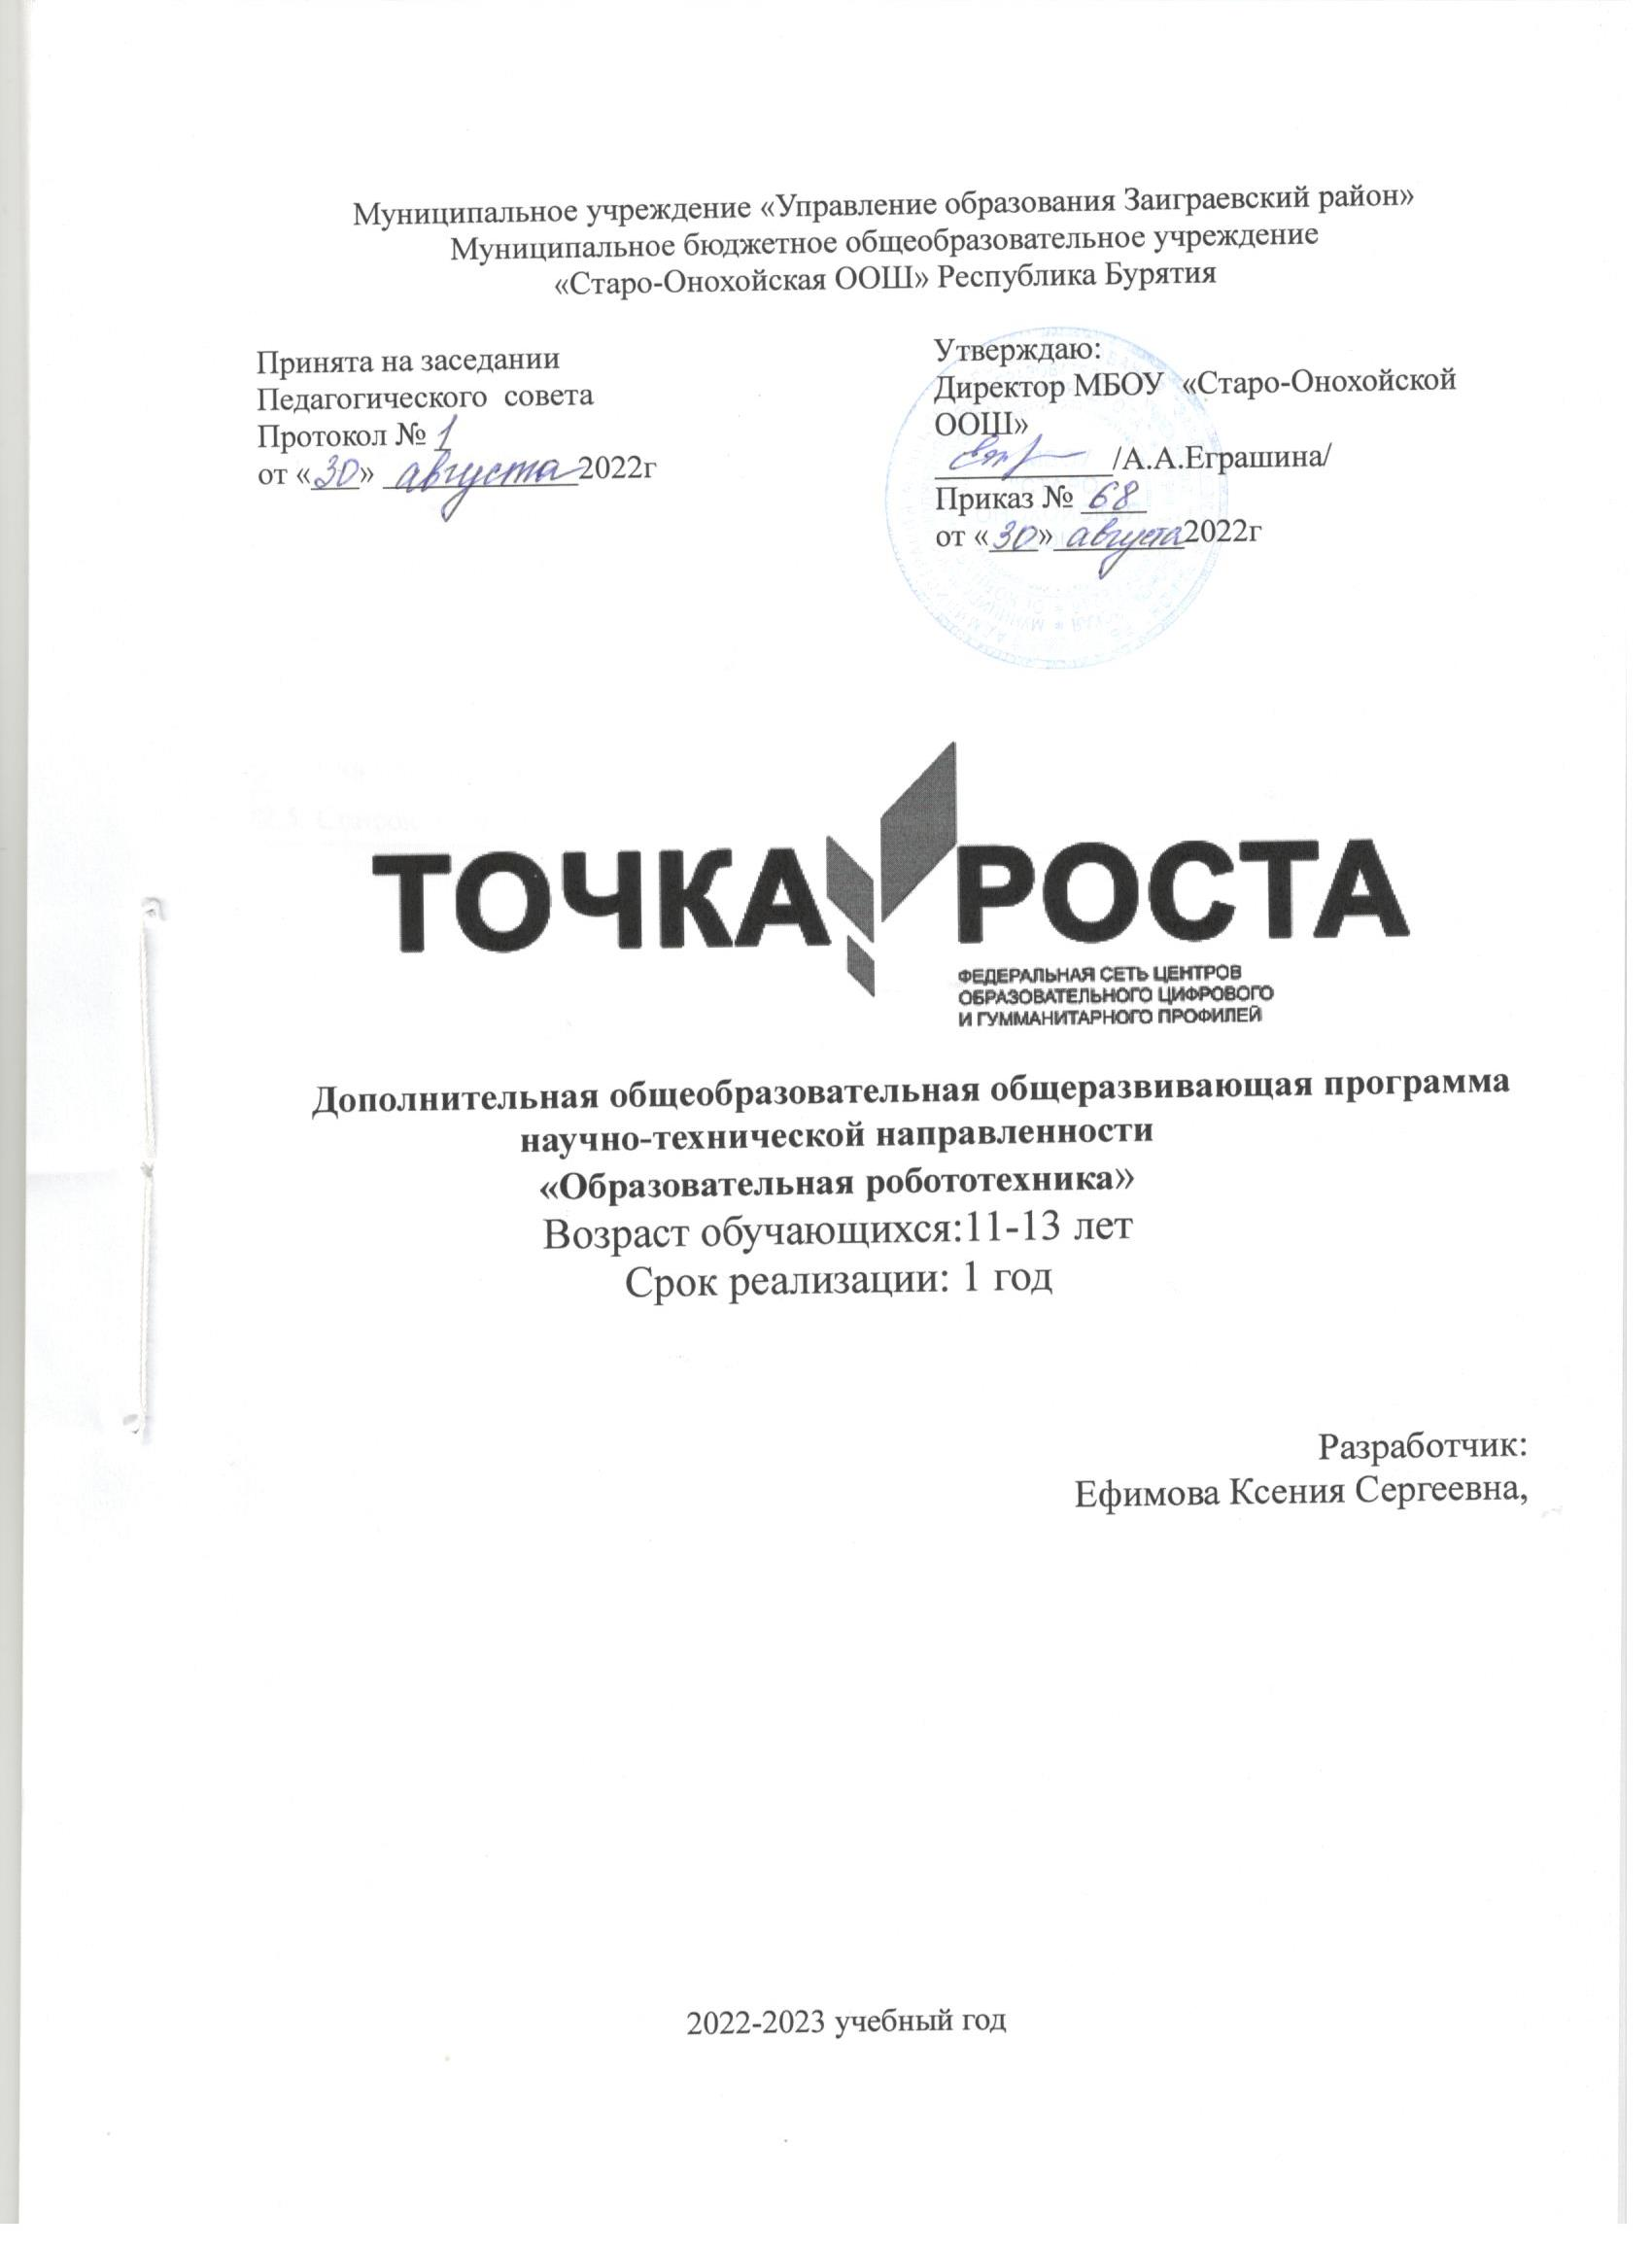 Муниципальное учреждение «Управление образования Заиграевский район»
Муниципальное бюджетное общеобразовательное учреждение
«Старо-Онохойская ООШ» Республика Бурятия
Принята на заседании
Педагогического совета
Протокол № 1
от «30» августа 2022г
Утверждаю:
Директор МБОУ «Старо-Онохойской
ООШ»
/А.А.Еграшина/
Приказ № 68
от «30» августа 2022г
ТОЧКА РОСТА
ФЕДЕРАЛЬНАЯ СЕТЬ ЦЕНТРОВ
ОБРАЗОВАТЕЛЬНОГО ЦИФРОВОГО
И ГУММАНИТАРНОГО ПРОФИЛЕЙ
Дополнительная общеобразовательная общеразвивающая программа
научно-технической направленности
«Образовательная робототехника»
Возраст обучающихся:11-13 лет
Срок реализации: 1 год
Разработчик:
Ефимова Ксения Сергеевна,
2022-2023 учебный год